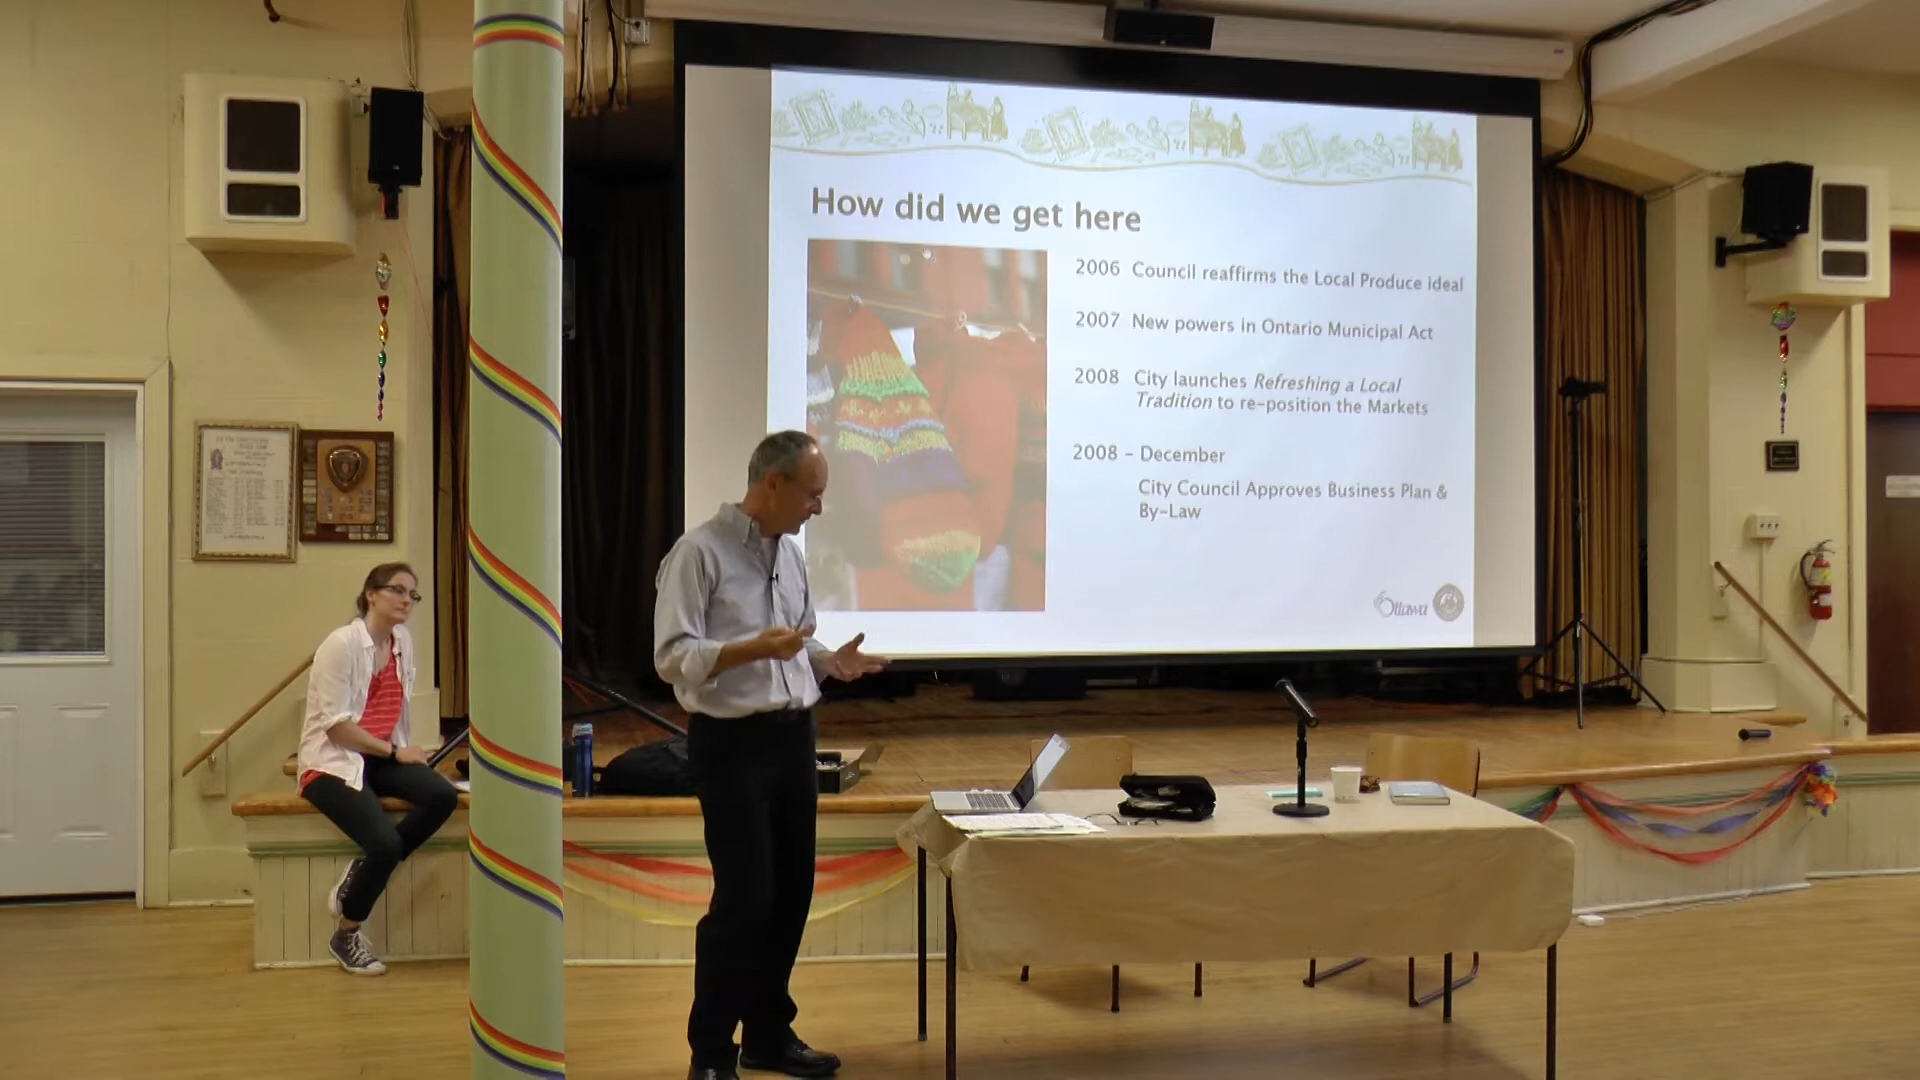 How did we get here
2006 Council reaffirms the Local Produce ideal
2007 New powers in Ontario Municipal Act
2008 City launches Refreshing a Local
Tradition to re-position the Markets
2008 - December
City Council Approves Business Plan &
By-Law
Ottawa